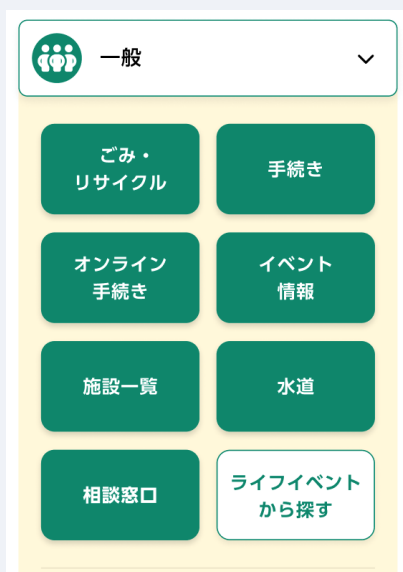 一般
ごみ・
リサイクル
手続き
オンライン
手続き
イベント
情報
施設一覧
水道
相談窓口
ライフイベント
から探す